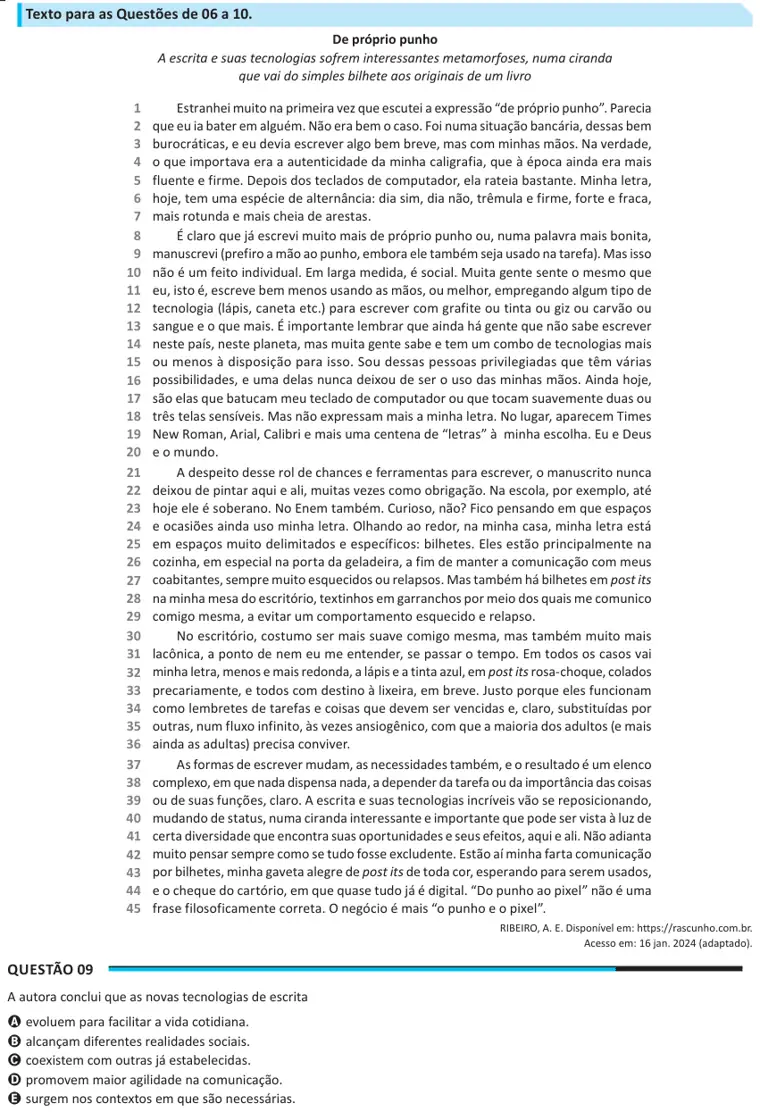 Texto para as Questões de 06 a 10.
De próprio punho
A escrita e suas tecnologias sofrem interessantes metamorfoses, numa ciranda
que vai do simples bilhete aos originais de um livro
1 Estranhei muito na primeira vez que escutei a expressão “de próprio punho”. Parecia
2 que eu ia bater em alguém. Não era bem o caso. Foi numa situação bancária, dessas bem
3 burocráticas, e eu devia escrever algo bem breve, mas com minhas mãos. Na verdade,
4 o que importava era a autenticidade da minha caligrafia, que à época ainda era mais
5 fluente e firme. Depois dos teclados de computador, ela rateia bastante. Minha letra,
6 hoje, tem uma espécie de alternância: dia sim, dia não, trêmula e firme, forte e fraca,
7 mais rotunda e mais cheia de arestas.
8 É claro que já escrevi muito mais de próprio punho ou, numa palavra mais bonita,
9 manuscrevi (prefiro a mão ao punho, embora ele também seja usado na tarefa). Mas isso
10 não é um feito individual. Em larga medida, é social. Muita gente sente o mesmo que
11 eu, isto é, escreve bem menos usando as mãos, ou melhor, empregando algum tipo de
12 tecnologia (lápis, caneta etc.) para escrever com grafite ou tinta ou giz ou carvão ou
13 sangue e o que mais. É importante lembrar que ainda há gente que não sabe escrever
14 neste país, neste planeta, mas muita gente sabe e tem um combo de tecnologias mais
15 ou menos à disposição para isso. Sou dessas pessoas privilegiadas que têm várias
16 possibilidades, e uma delas nunca deixou de ser o uso das minhas mãos. Ainda hoje,
17 são elas que batucam meu teclado de computador ou que tocam suavemente duas ou
18 três telas sensíveis. Mas não expressam mais a minha letra. No lugar, aparecem Times
19 New Roman, Arial, Calibri e mais uma centena de “letras” à minha escolha. Eu e Deus
20 e o mundo.
21 A despeito desse rol de chances e ferramentas para escrever, o manuscrito nunca
22 deixou de pintar aqui e ali, muitas vezes como obrigação. Na escola, por exemplo, até
23 hoje ele é soberano. No Enem também. Curioso, não? Fico pensando em que espaços
24 e ocasiões ainda uso minha letra. Olhando ao redor, na minha casa, minha letra está
25 em espaços muito delimitados e específicos: bilhetes. Eles estão principalmente na
26 cozinha, em especial na porta da geladeira, a fim de manter a comunicação com meus
27 coabitantes, sempre muito esquecidos ou relapsos. Mas também há bilhetes em post its
28 na minha mesa do escritório, textinhos em garranchos por meio dos quais me comunico
29 comigo mesma, a evitar um comportamento esquecido e relapso.
30 No escritório, costumo ser mais suave comigo mesma, mas também muito mais
31 lacônica, a ponto de nem eu me entender, se passar o tempo. Em todos os casos vai
32 minha letra, menos e mais redonda, a lápis e a tinta azul, em post its rosa-choque, colados
33 precariamente, e todos com destino à lixeira, em breve. Justo porque eles funcionam
34 como lembretes de tarefas e coisas que devem ser vencidas e, claro, substituídas por
35 outras, num fluxo infinito, às vezes ansiogênico, com que a maioria dos adultos (e mais
36 ainda as adultas) precisa conviver.
37 As formas de escrever mudam, as necessidades também, e o resultado é um elenco
38 complexo, em que nada dispensa nada, a depender da tarefa ou da importância das coisas
39 ou de suas funções, claro. A escrita e suas tecnologias incríveis vão se reposicionando,
40 mudando de status, numa ciranda interessante e importante que pode ser vista à luz de
41 certa diversidade que encontra suas oportunidades e seus efeitos, aqui e ali. Não adianta
42 muito pensar sempre como se tudo fosse excludente. Estão aí minha farta comunicação
43 por bilhetes, minha gaveta alegre de post its de toda cor, esperando para serem usados,
44 e o cheque do cartório, em que quase tudo já é digital. “Do punho ao pixel” não é uma
45 frase filosoficamente correta. O negócio é mais “o punho e o pixel”.
RIBEIRO, A. E. Disponível em: https://rascunho.com.br.
Acesso em: 16 jan. 2024 (adaptado).
QUESTÃO 09
A autora conclui que as novas tecnologias de escrita
A evoluem para facilitar a vida cotidiana.
B alcançam diferentes realidades sociais.
C coexistem com outras já estabelecidas.
D promovem maior agilidade na comunicação.
E surgem nos contextos em que são necessárias.